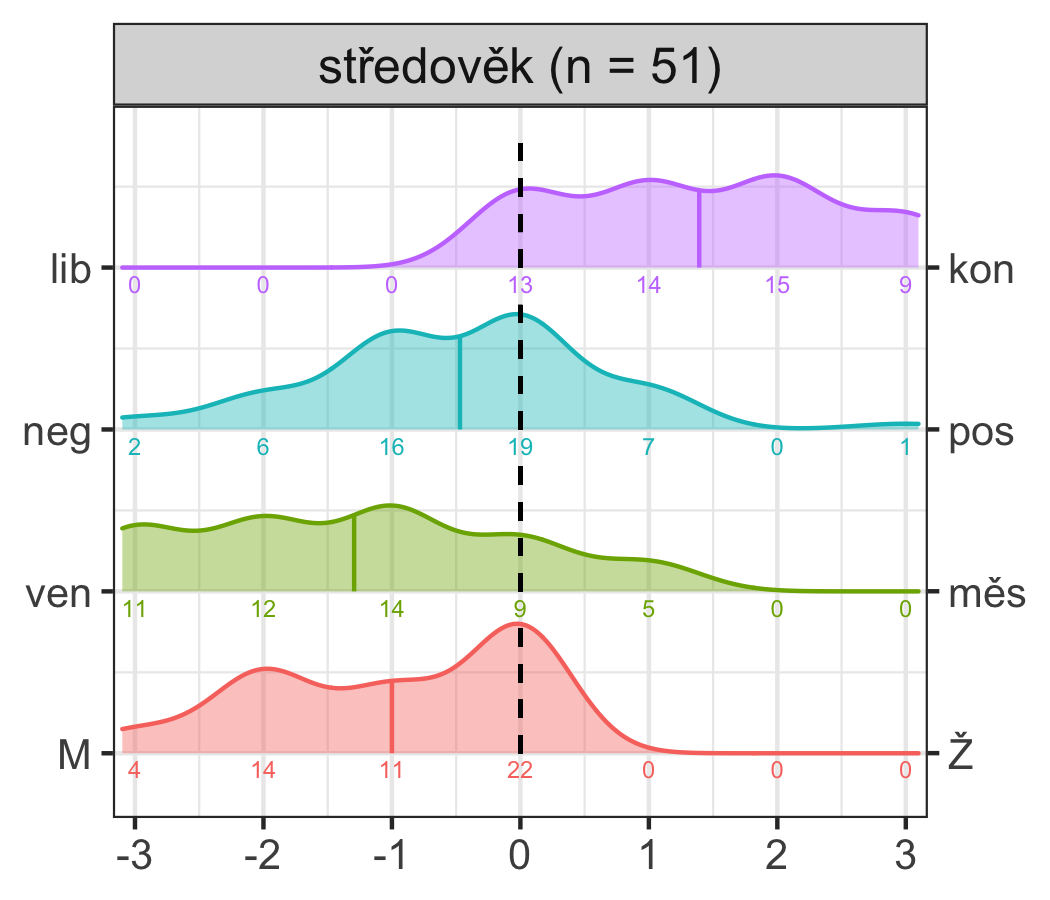 středověk (n = 51)
lib kon
0 0 0 13 14 15 9
neg pos
2 6 16 19 7 0 1
ven měs
11 12 14 9 5 0 0
M Ž
4 14 11 22 0 0 0
-3 -2 -1 0 1 2 3